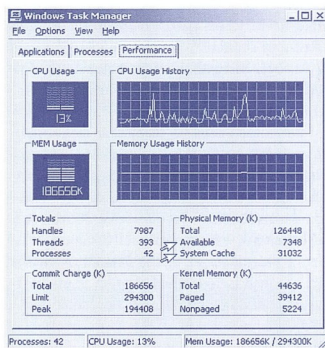 Windows Task Manager
File Options View Help
Applications Processes Performance
CPU Usage
CPU Usage History
13%
MEM Usage
Memory Usage History
186656K
Totals
Handles 7987
Threads 393
Processes 42
Physical Memory (K)
Total 126448
Available 7348
System Cache 31032
Commit Charge (K)
Total 186656
Limit 294300
Peak 194408
Kernel Memory (K)
Total 44636
Paged 39412
Nonpaged 5224
Processes: 42 CPU Usage: 13% Mem Usage: 186656K / 294300K